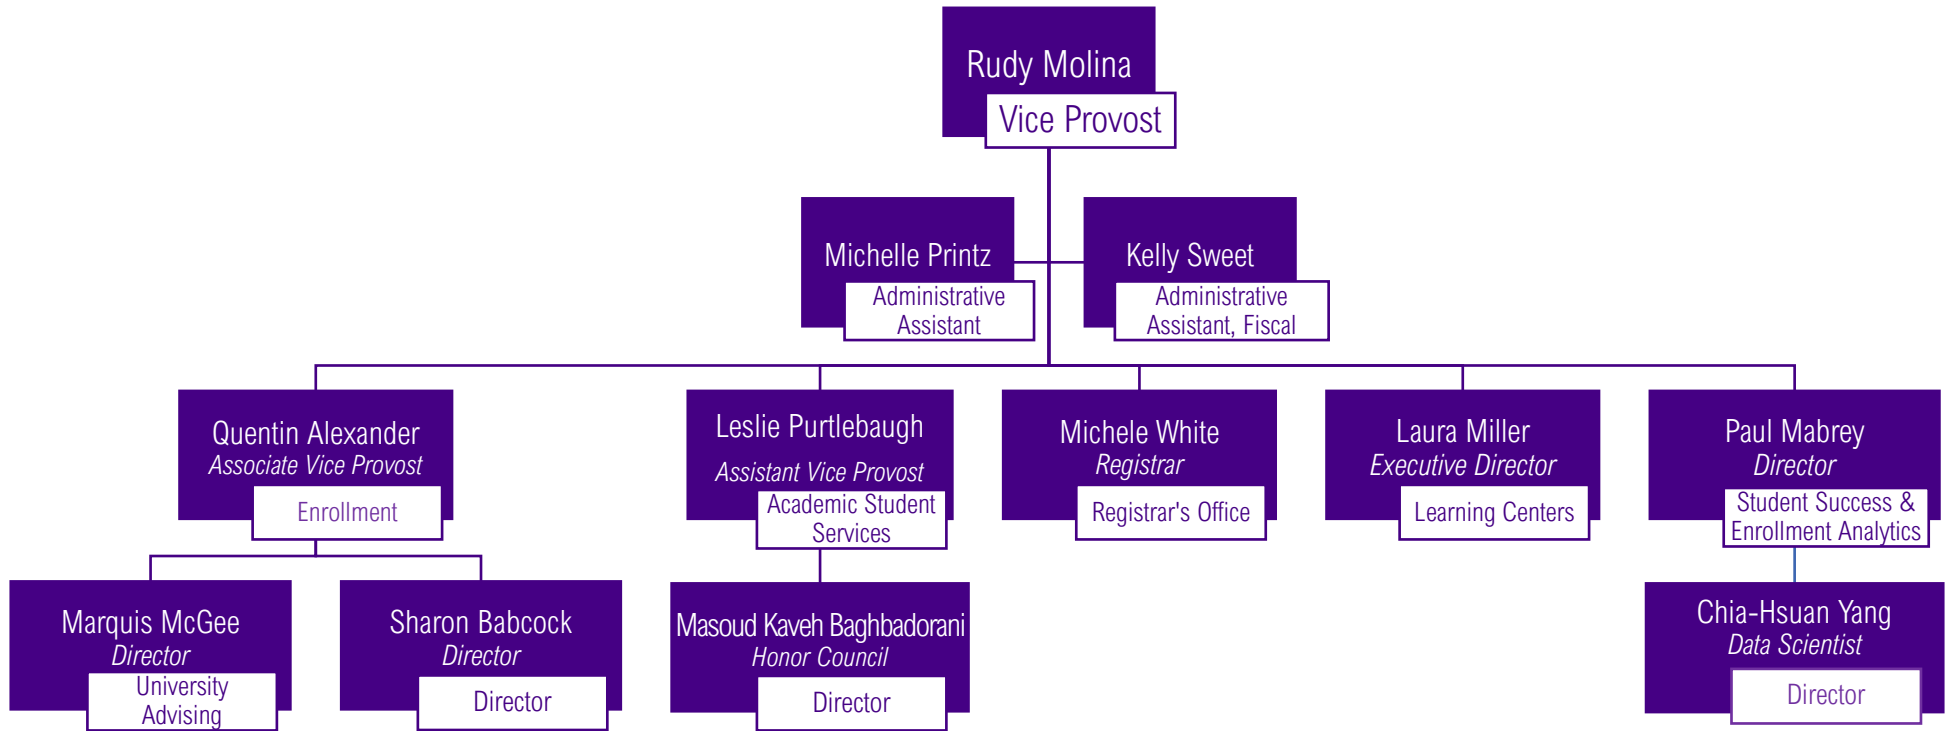 Rudy Molina
Vice Provost
Michelle Printz
Administrative
Assistant
Kelly Sweet
Administrative
Assistant, Fiscal
Quentin Alexander
Associate Vice Provost
Enrollment
Leslie Purtlebaugh
Assistant Vice Provost
Academic Student
Services
Michele White
Registrar
Registrar's Office
Laura Miller
Executive Director
Learning Centers
Paul Mabrey
Director
Student Success &
Enrollment Analytics
Marquis McGee
Director
University
Advising
Sharon Babcock
Director
Director
Masoud Kaveh Baghbadorani
Honor Council
Director
Chia-Hsuan Yang
Data Scientist
Director